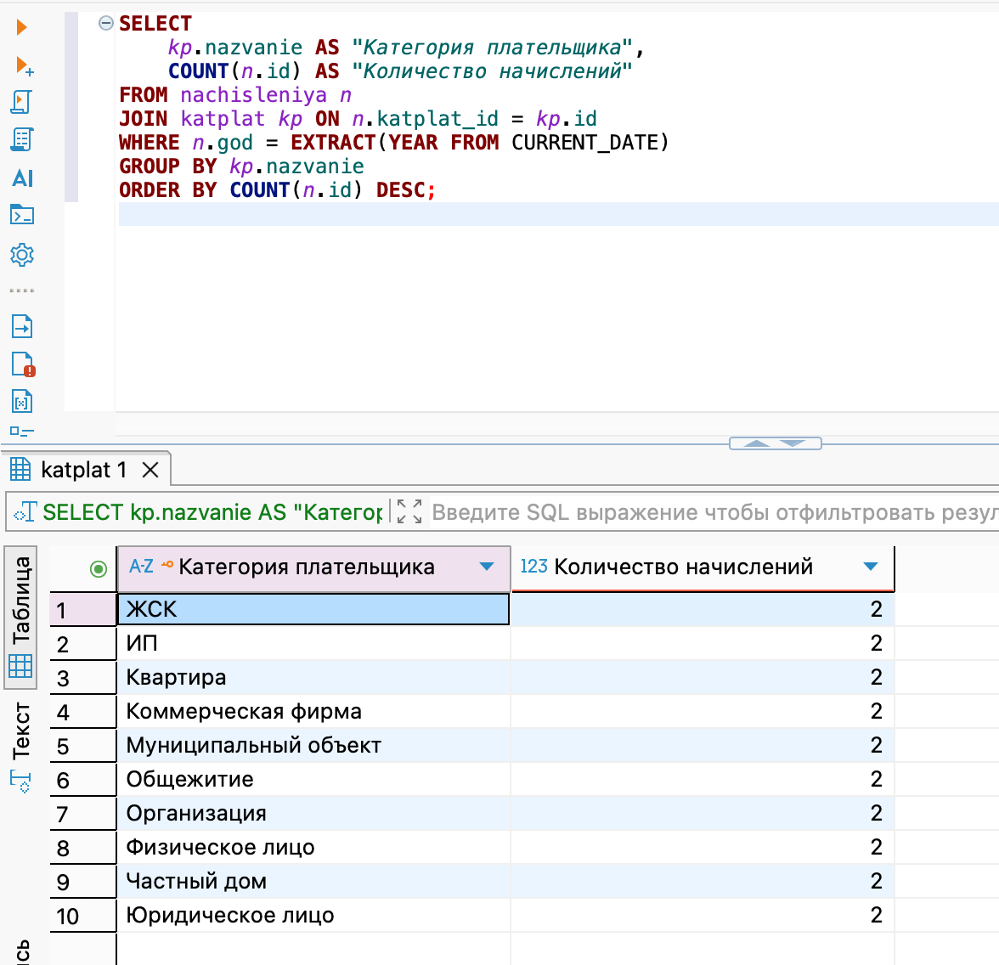 SELECT
kp.nazvanie AS "Категория плательщика",
COUNT(n.id) AS "Количество начислений"
FROM nachisleniya n
JOIN katplat kp ON n.katplat_id = kp.id
WHERE n.god = EXTRACT(YEAR FROM CURRENT_DATE)
GROUP BY kp.nazvanie
ORDER BY COUNT(n.id) DESC;
AI
katplat 1
SELECT kp.nazvanie AS "Категор
Введите SQL выражение чтобы отфильтровать резул
Таблица
Текст
A-Z Категория плательщика
123 Количество начислений
1 ЖСК 2
2 ИП 2
3 Квартира 2
4 Коммерческая фирма 2
5 Муниципальный объект 2
6 Общежитие 2
7 Организация 2
8 Физическое лицо 2
9 Частный дом 2
10 Юридическое лицо 2